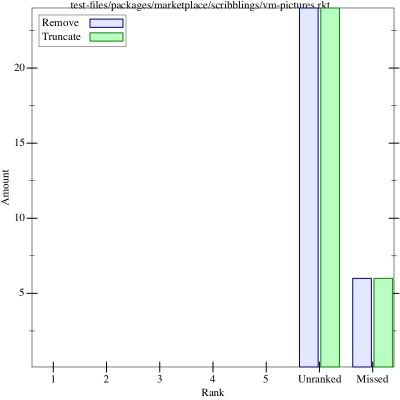 test-files/packages/marketplace/scribblings/vm-pictures.rkt
Remove
Truncate
20
15
10
5
Amount
1 2 3 4 5 Unranked Missed
Rank